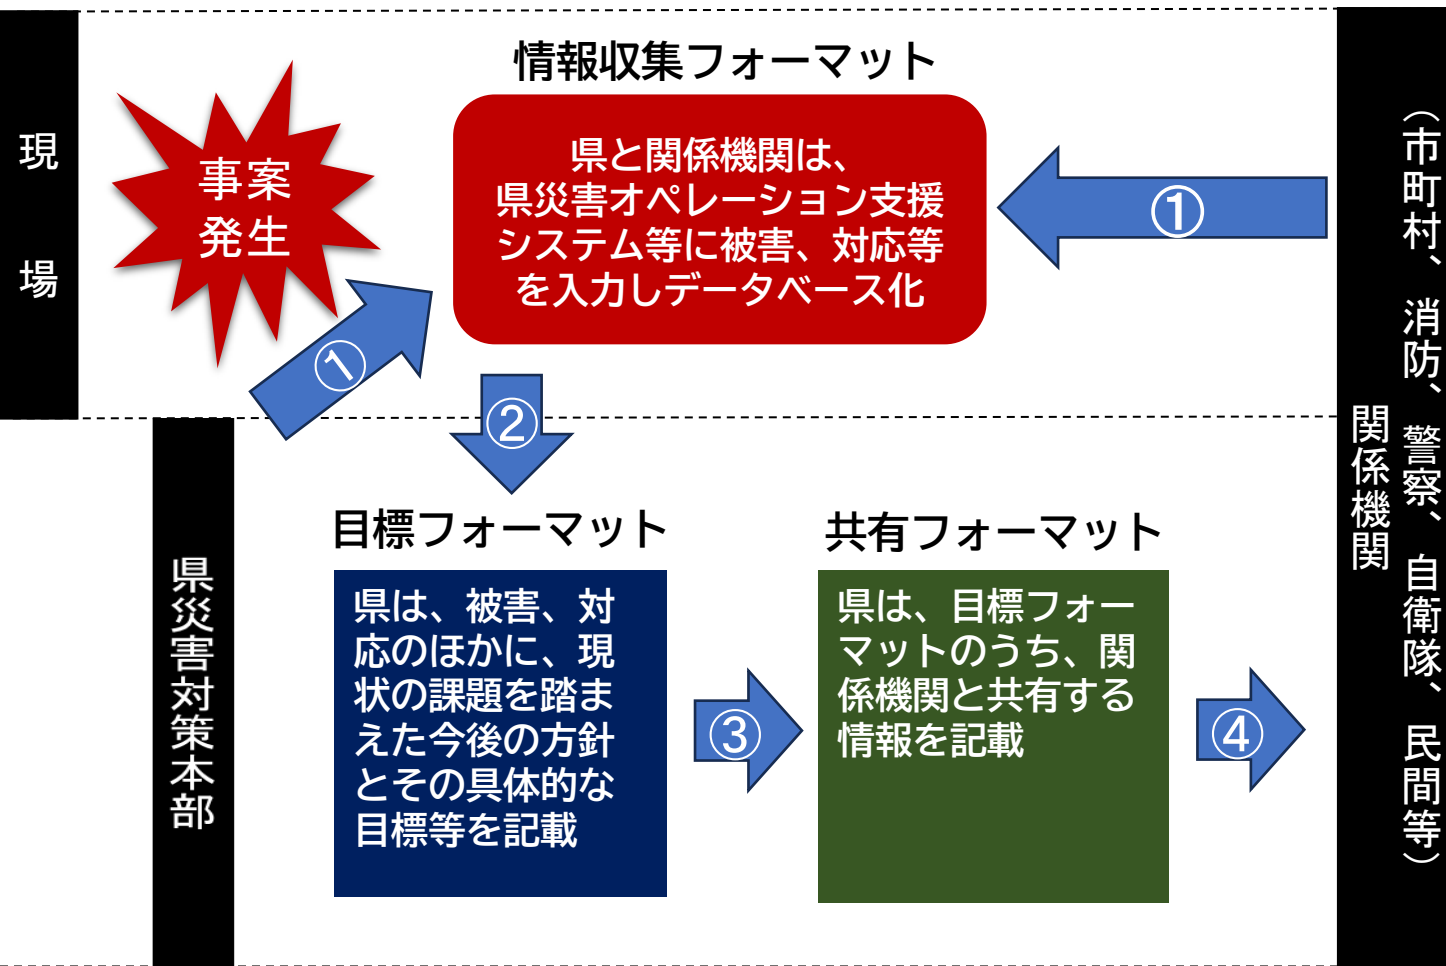 現場
情報収集フォーマット
事案
発生
県と関係機関は、
県災害オペレーション支援
システム等に被害、対応等
を入力しデータベース化
①
①
②
県災害対策本部
目標フォーマット
県は、被害、対
応のほかに、現
状の課題を踏ま
えた今後の方針
とその具体的な
目標等を記載
③
共有フォーマット
県は、目標フォー
マットのうち、関
係機関と共有する
情報を記載
④
関係機関
（市町村、消防、警察、自衛隊、民間等）